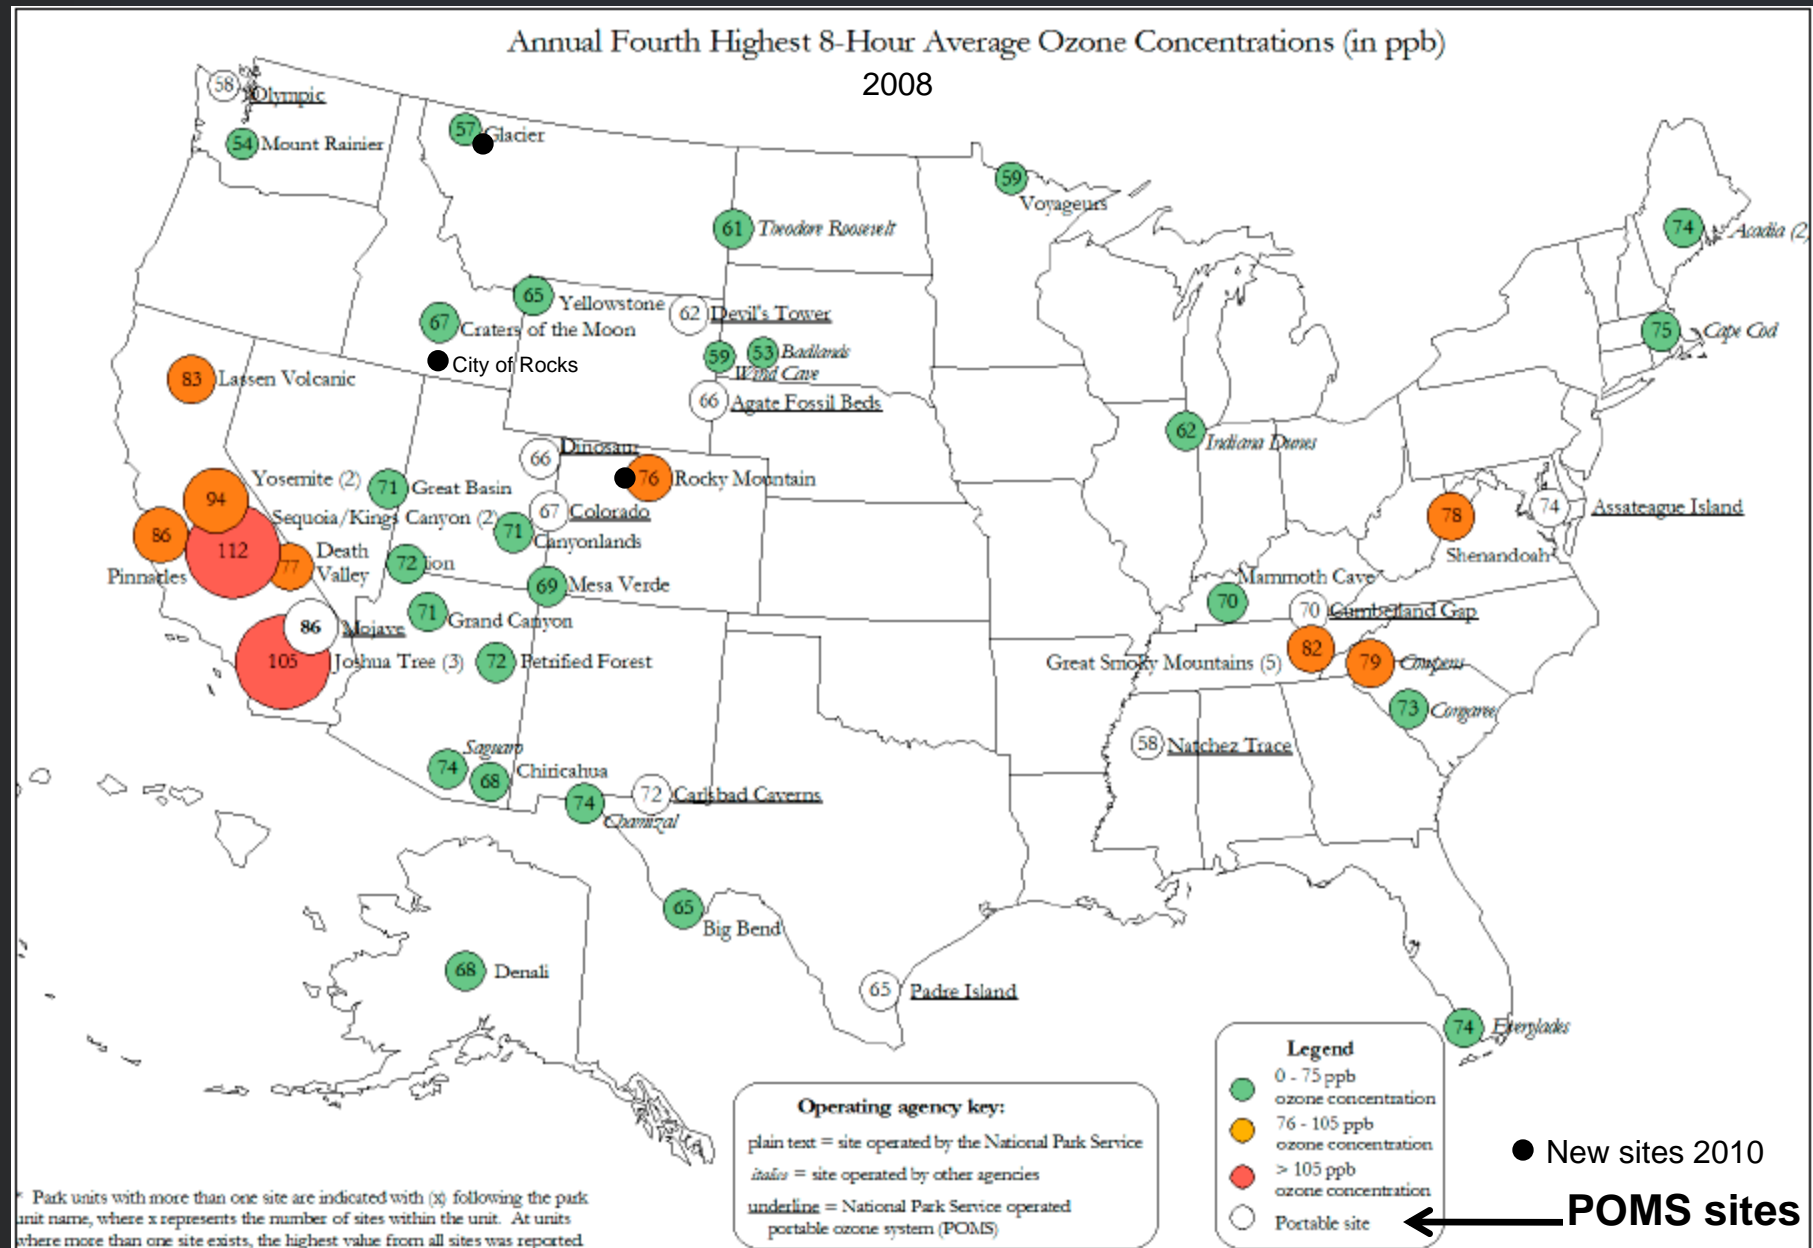 Annual Fourth Highest 8-Hour Average Ozone Concentrations (in ppb)
2008
58
Olympic
54 Mount Rainier
57 Glacier
59
Voyageurs
61 Theodore Roosevelt
74 Acadia (2)
65 Yellowstone
62 Devil's Tower
67 Craters of the Moon
75 Cape Cod
City of Rocks
59
53 Badlands
Wind Cave
83 Lassen Volcanic
66 Agate Fossil Beds
62 Indiana Dunes
Dinosaur
66
76 Rocky Mountain
Yosemite (2)
94
71 Great Basin
67 Colorado
74 Assateague Island
78
Shenandoah
Sequoia/Kings Canyon (2)
112
71
Canyonlands
86
Pinnacles
77 Death
Valley
72 ion
69 Mesa Verde
Mammoth Cave
70
70 Cumberland Gap
71 Grand Canyon
86 Mojave
105 Joshua Tree (3)
72 Petrified Forest
Great Smoky Mountains (5) 82
79 Cowpens
73 Congaree
58 Natchez Trace
Saguaro
74
68 Chiricahua
74
Chamizal
72 Carlsbad Caverns
65
Big Bend
68 Denali
65 Padre Island
74 Everglades
Legend
0 - 75 ppb
ozone concentration
76 - 105 ppb
ozone concentration
> 105 ppb
ozone concentration
Portable site
Operating agency key:
plain text = site operated by the National Park Service
italics = site operated by other agencies
underline = National Park Service operated
portable ozone system (POMS)
New sites 2010
POMS sites
* Park units with more than one site are indicated with (x) following the park
unit name, where x represents the number of sites within the unit. At units
where more than one site exists, the highest value from all sites was reported